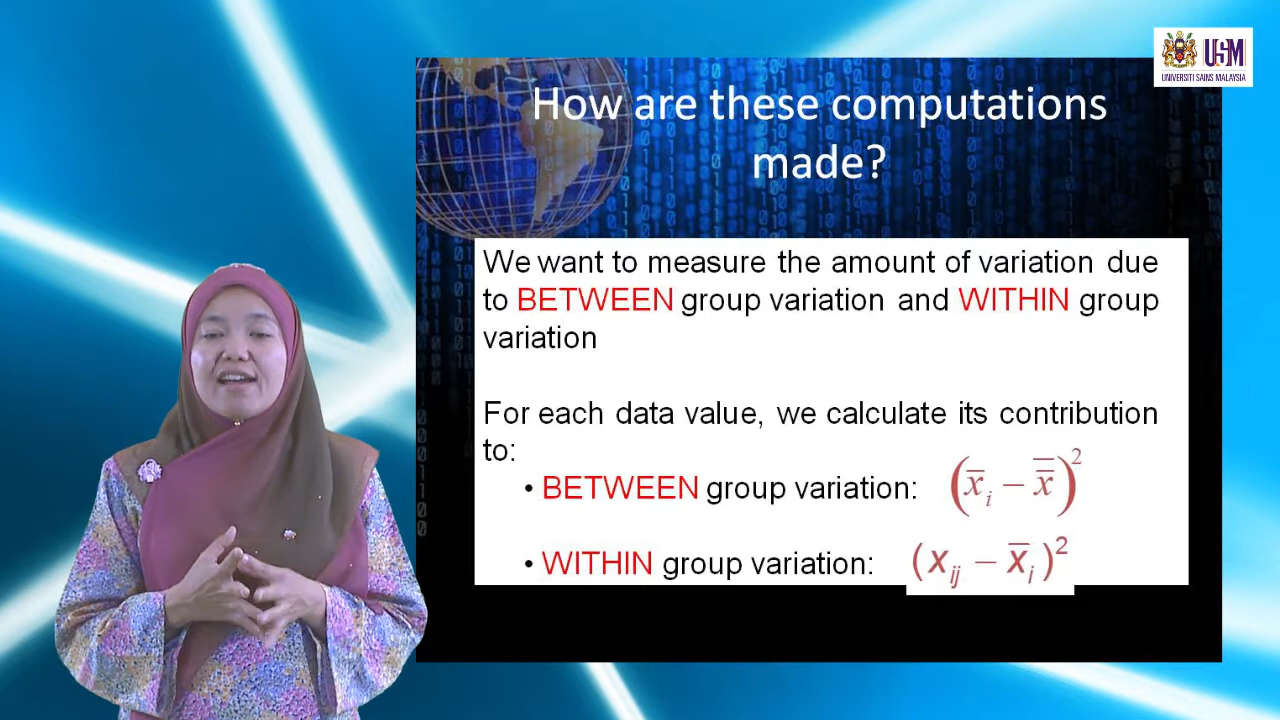 USM
UNIVERSITI SAINS MALAYSIA
How are these computations
made?
We want to measure the amount of variation due
to BETWEEN group variation and WITHIN group
variation
For each data value, we calculate its contribution
to:
• BETWEEN group variation: (x̅ᵢ − x̿)²
• WITHIN group variation: (xᵢⱼ − x̅ᵢ)²